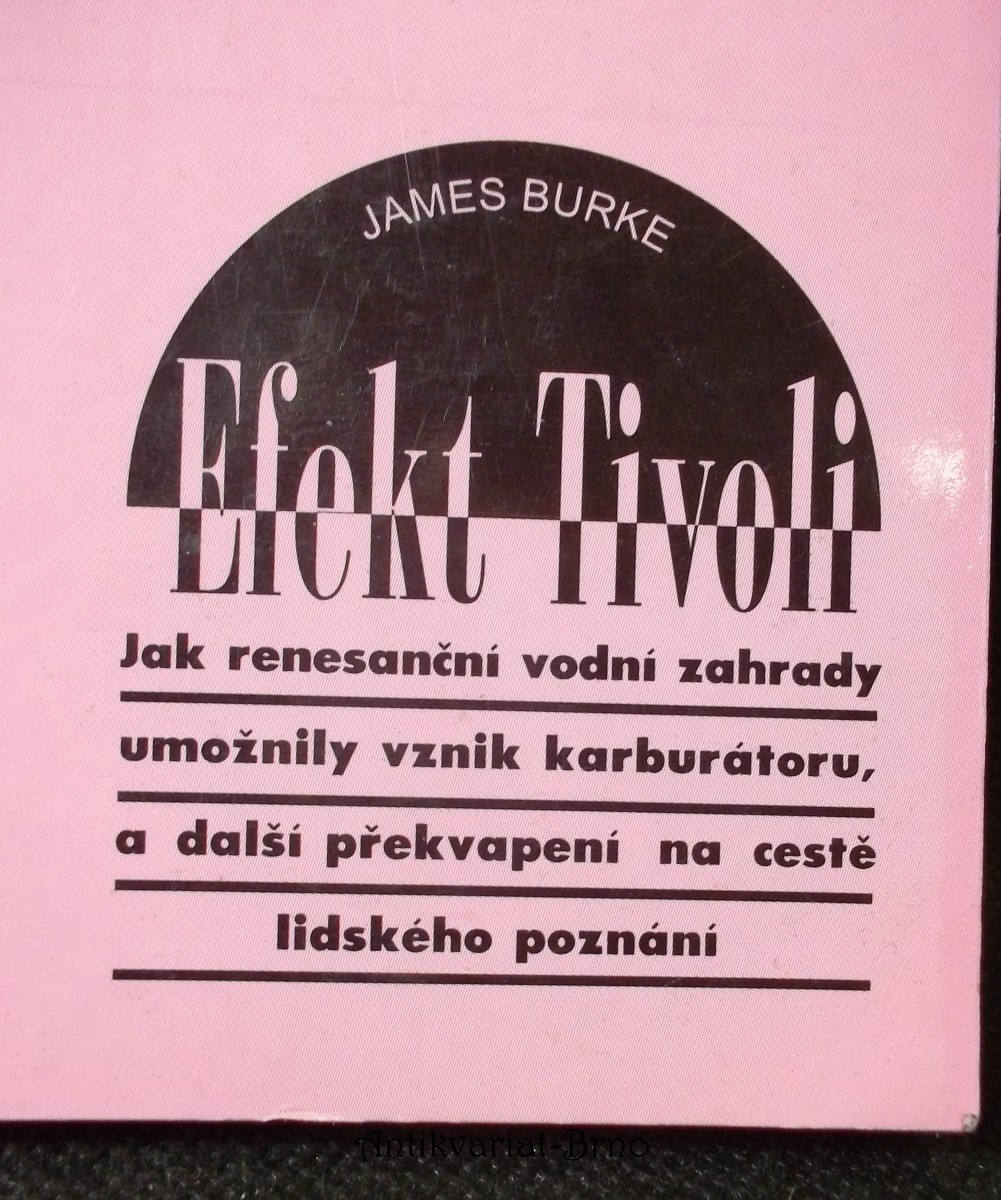 JAMES BURKE
Efekt Tivoli
Jak renesanční vodní zahrady
umožnily vznik karburátoru,
a další překvapení na cestě
lidského poznání
Antikvariat-Brno